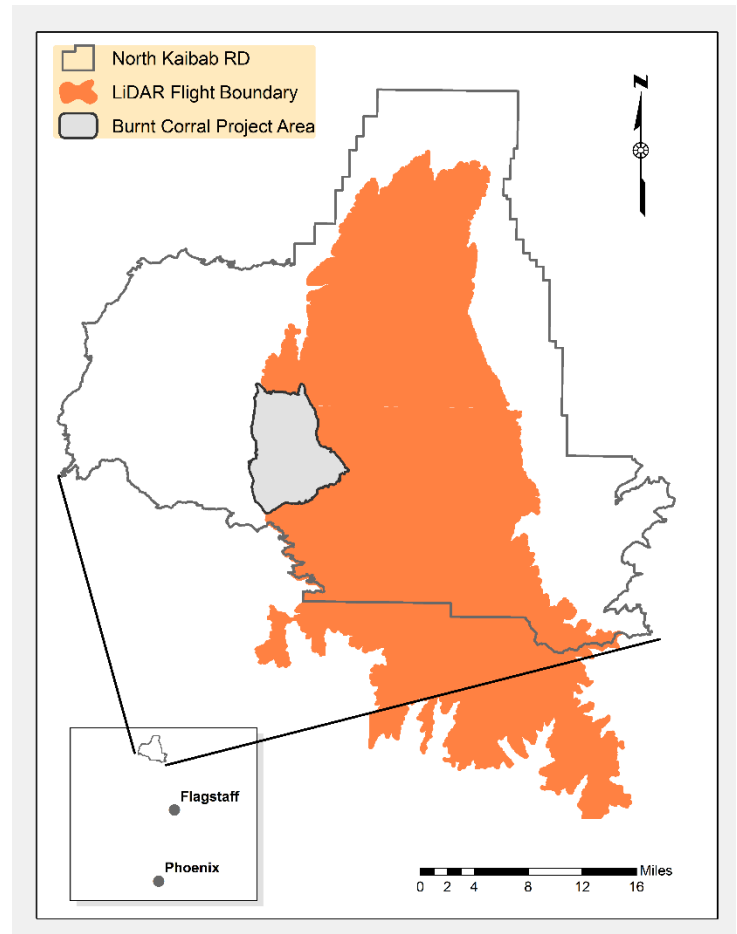 North Kaibab RD
LiDAR Flight Boundary
Burnt Corral Project Area
N
Flagstaff
Phoenix
Miles
0 2 4 8 12 16